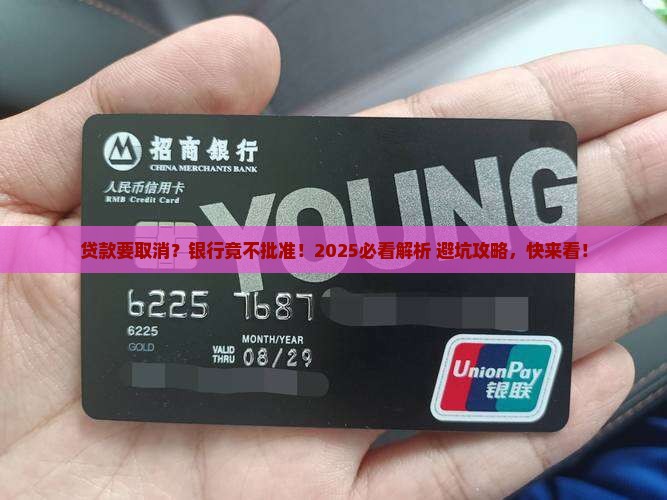 招商银行
CHINA MERCHANTS BANK
人民币信用卡
RMB Credit Card
YOUNG
贷款要取消？银行竟不批准！2025必看解析 避坑攻略，快来看！
6225 7687
6225
GOLD
VALID THRU
MONTH/YEAR
08/29
UnionPay
银联